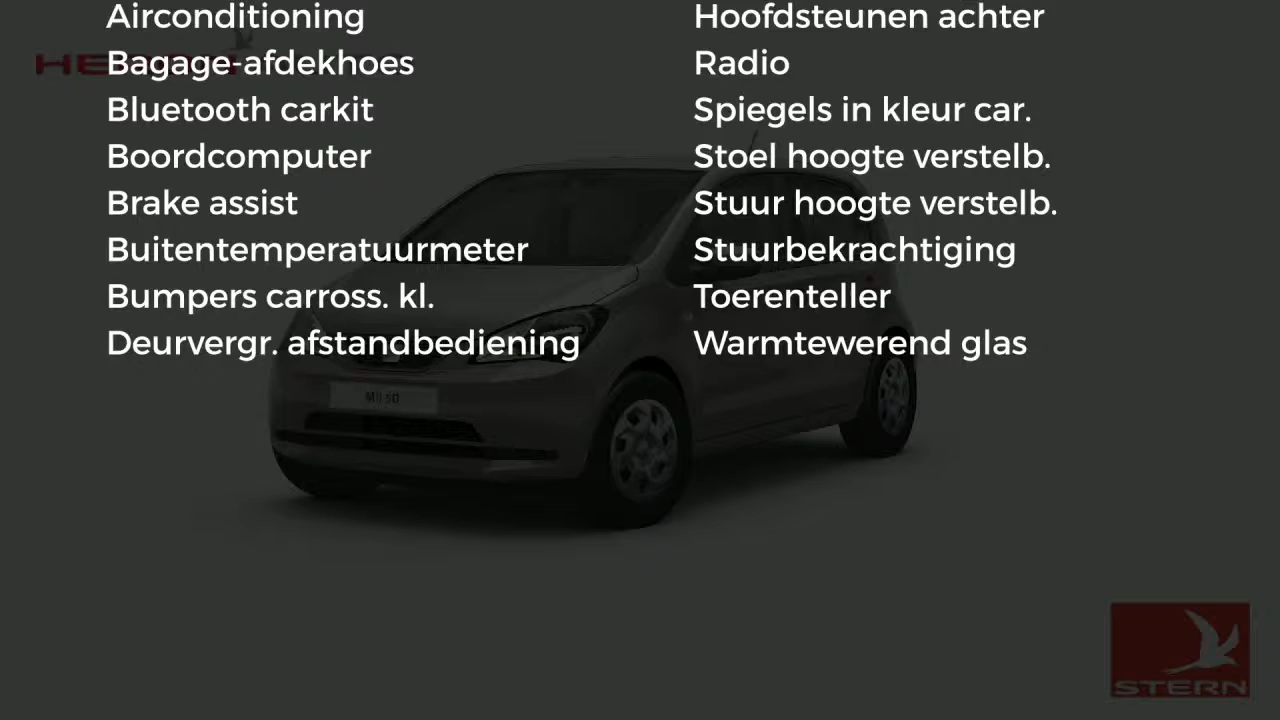 Airconditioning
Bagage-afdekhoes
Bluetooth carkit
Boordcomputer
Brake assist
Buitentemperatuurmeter
Bumpers carross. kl.
Deurvergr. afstandbediening
Hoofdsteunen achter
Radio
Spiegels in kleur car.
Stoel hoogte verstelb.
Stuur hoogte verstelb.
Stuurbekrachtiging
Toerenteller
Warmtewerend glas
STERN